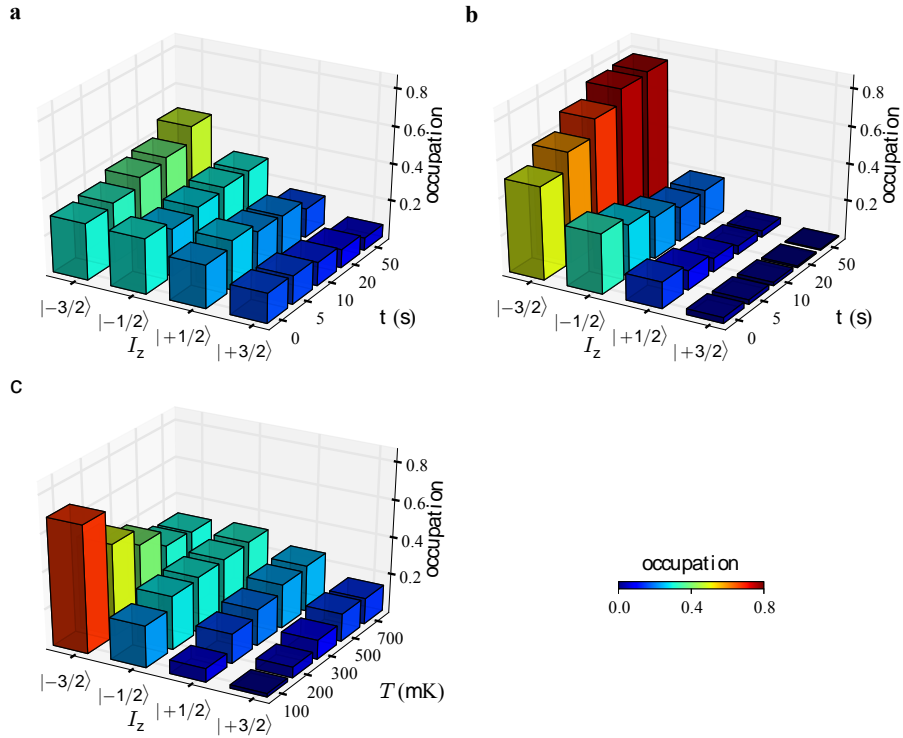 a
0.8
0.6
0.4
0.2
occupation
|−3/2⟩
|−1/2⟩
|+1/2⟩
|+3/2⟩
I_z
0
5
10
20
50
t (s)
b
0.8
0.6
0.4
0.2
occupation
|−3/2⟩
|−1/2⟩
|+1/2⟩
|+3/2⟩
I_z
0
5
10
20
50
t (s)
c
0.8
0.6
0.4
0.2
occupation
|−3/2⟩
|−1/2⟩
|+1/2⟩
|+3/2⟩
I_z
100
200
300
500
700
T (mK)
occupation
0.0 0.4 0.8